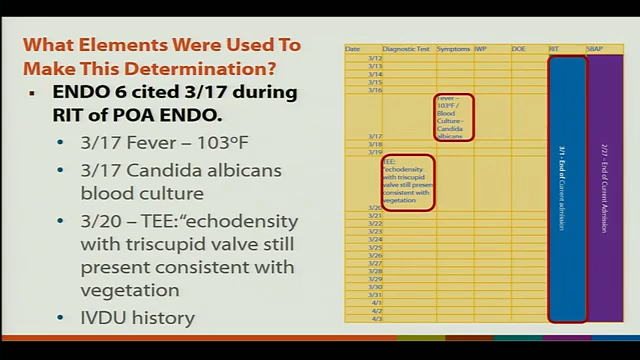 What Elements Were Used To
Make This Determination?
▪ ENDO 6 cited 3/17 during
RIT of POA ENDO.
• 3/17 Fever – 103ºF
• 3/17 Candida albicans
blood culture
• 3/20 – TEE:“echodensity
with triscupid valve still
present consistent with
vegetation
• IVDU history
Date Diagnostic Test Symptoms IWP DOE RIT SBAP
3/12
3/13
3/14
3/15
3/16
Fever –
103ºF /
Blood
Culture-
Candida
albicans
3/17
3/18
3/19
TEE:
"echodensity
with triscupid
valve still present
consistent with
vegetation
3/20
3/21
3/22
3/23
3/24
3/25
3/26
3/27
3/28
3/29
3/30
3/31
4/1
4/2
4/3
3/1 - End of Current admission
2/27 - End of Current admission